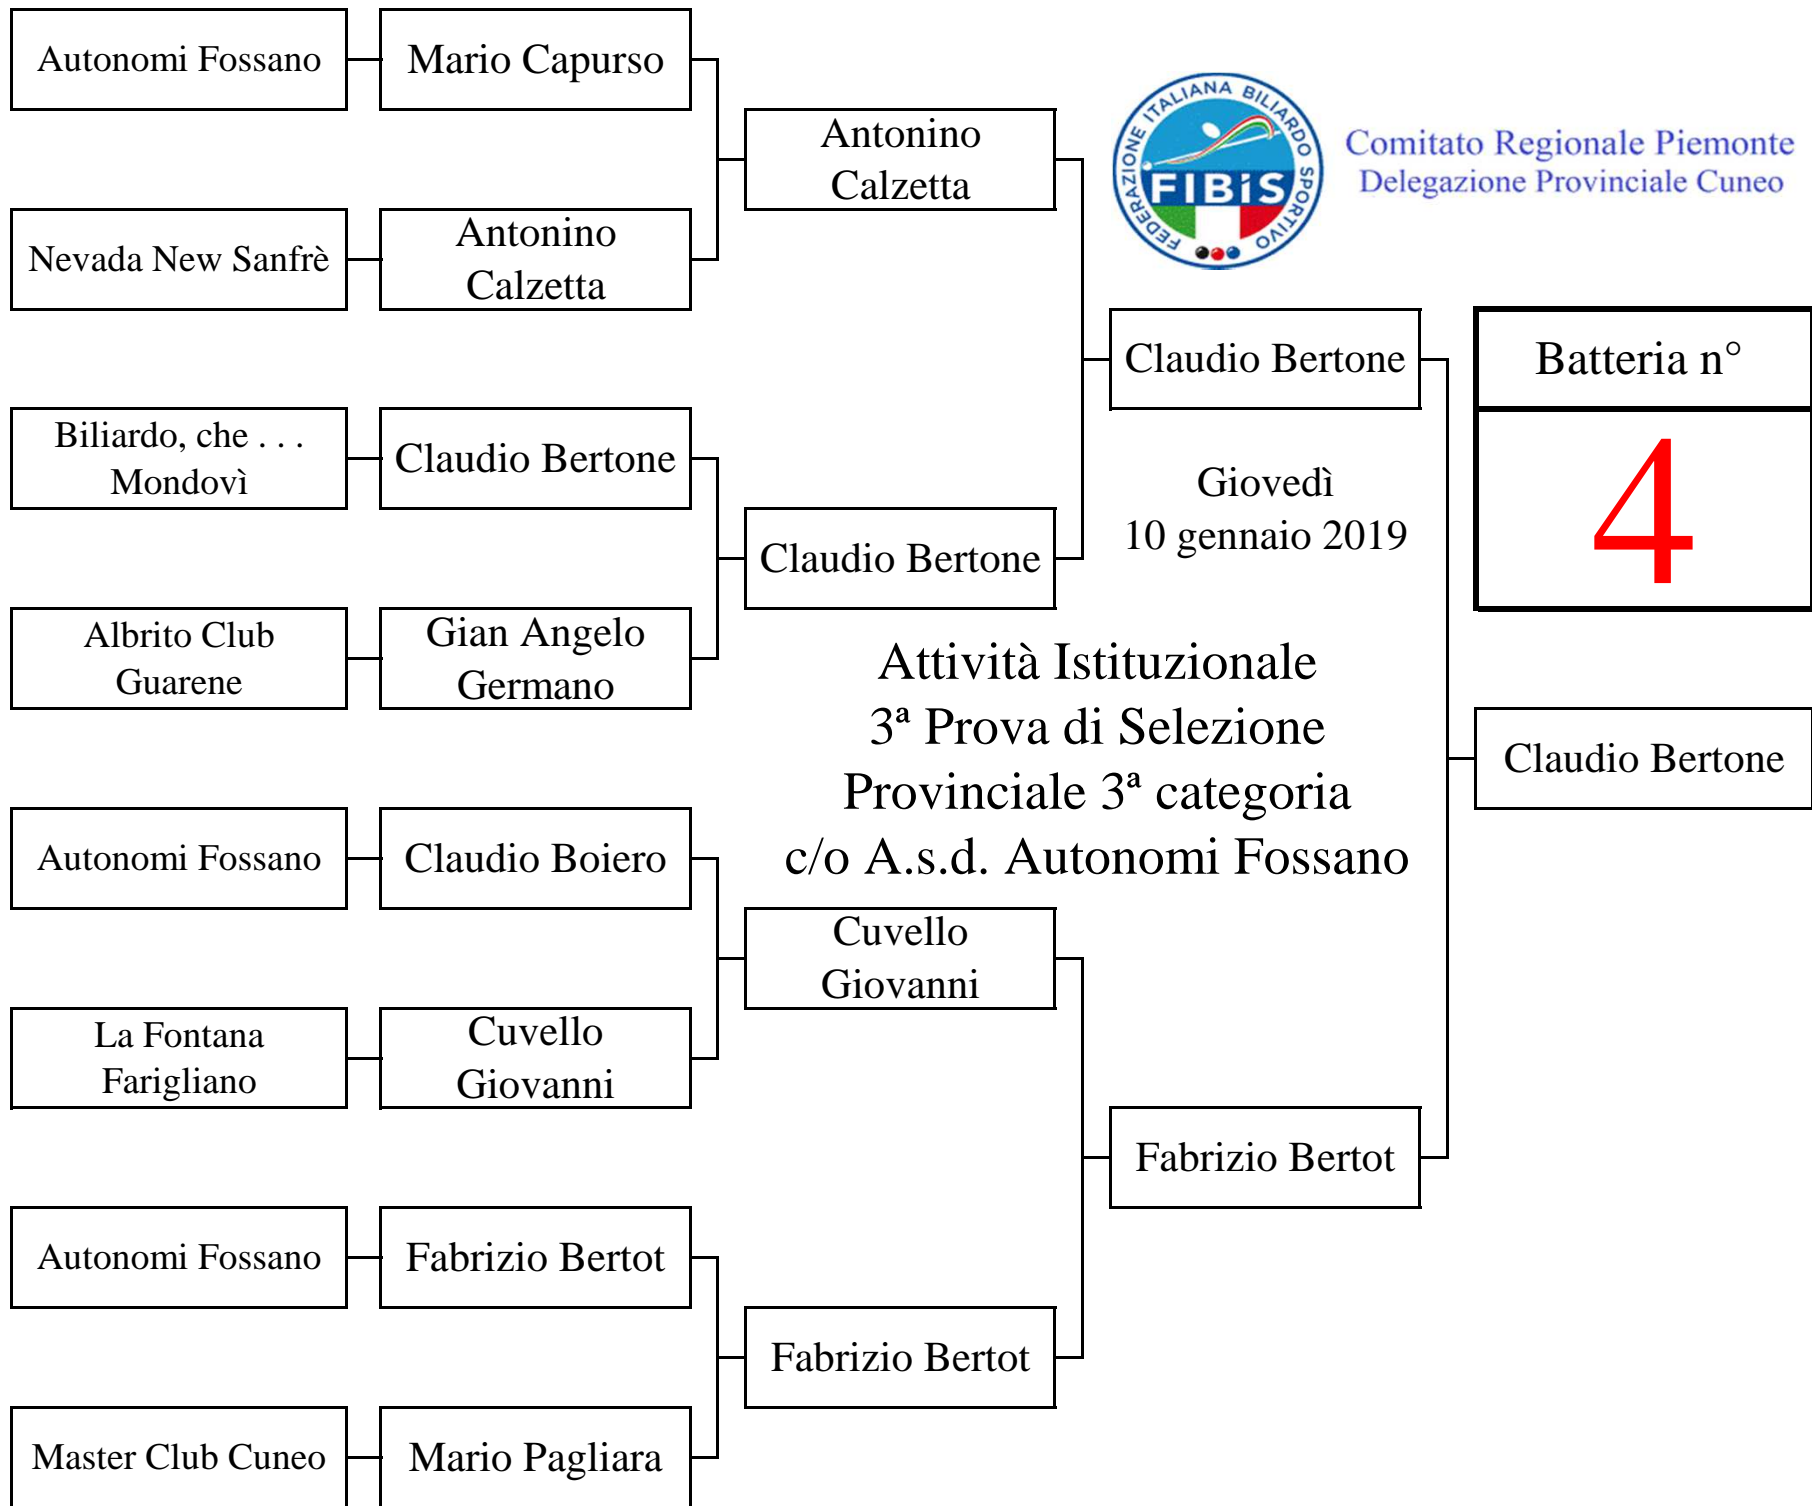 Autonomi Fossano
Mario Capurso
Antonino
Calzetta
FEDERAZIONE ITALIANA BILIARDO SPORTIVO
FIBiS
Comitato Regionale Piemonte
Delegazione Provinciale Cuneo
Nevada New Sanfrè
Antonino
Calzetta
Claudio Bertone
Batteria n°
4
Biliardo, che . . .
Mondovì
Claudio Bertone
Giovedì
10 gennaio 2019
Claudio Bertone
Albrito Club
Guarene
Gian Angelo
Germano
Attività Istituzionale
3ª Prova di Selezione
Provinciale 3ª categoria
c/o A.s.d. Autonomi Fossano
Claudio Bertone
Autonomi Fossano
Claudio Boiero
Cuvello
Giovanni
La Fontana
Farigliano
Cuvello
Giovanni
Fabrizio Bertot
Autonomi Fossano
Fabrizio Bertot
Fabrizio Bertot
Master Club Cuneo
Mario Pagliara